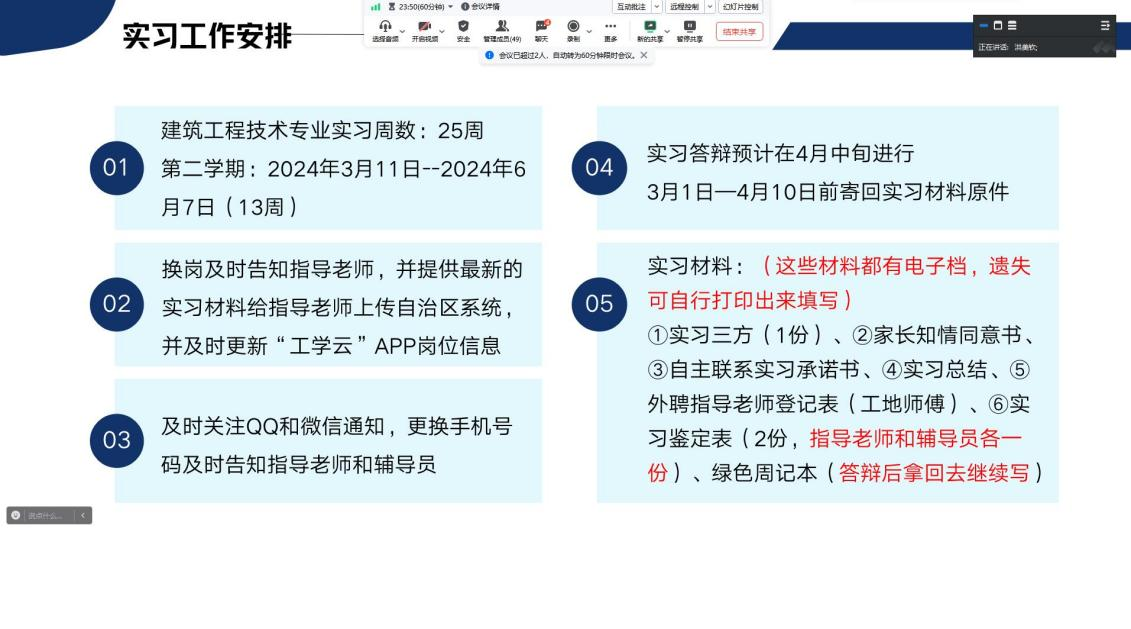 23:50(60分钟)
会议详情
互动批注
远程控制
幻灯片控制
实习工作安排
选择音频
开启视频
安全
管理成员(49)
聊天
录制
更多
新的共享
暂停共享
结束共享
会议已超过2人，自动转为60分钟限时会议。
正在讲话: 洪美钦;
01
建筑工程技术专业实习周数：25周
第二学期：2024年3月11日--2024年6
月7日（13周）
02
换岗及时告知指导老师，并提供最新的
实习材料给指导老师上传自治区系统，
并及时更新“工学云”APP岗位信息
03
及时关注QQ和微信通知，更换手机号
码及时告知指导老师和辅导员
04
实习答辩预计在4月中旬进行
3月1日—4月10日前寄回实习材料原件
05
实习材料：（这些材料都有电子档，遗失
可自行打印出来填写）
①实习三方（1份）、②家长知情同意书、
③自主联系实习承诺书、④实习总结、⑤
外聘指导老师登记表（工地师傅）、⑥实
习鉴定表（2份，指导老师和辅导员各一
份）、绿色周记本（答辩后拿回去继续写）
说点什么...